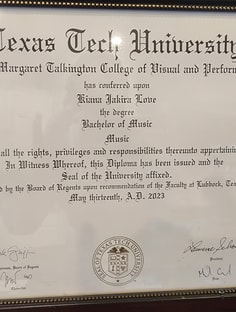 Texas Tech University
Margaret Talkington College of Visual and Perform
has conferred upon
Kiana Jakira Love
the degree
Bachelor of Music
Music
all the rights, privileges and responsibilities thereunto appertain
In Witness Whereof, this Diploma has been issued and the
Seal of the University affixed.
ed by the Board of Regents upon recommendation of the Faculty at Lubbock, Tex
May thirteenth, A.D. 2023